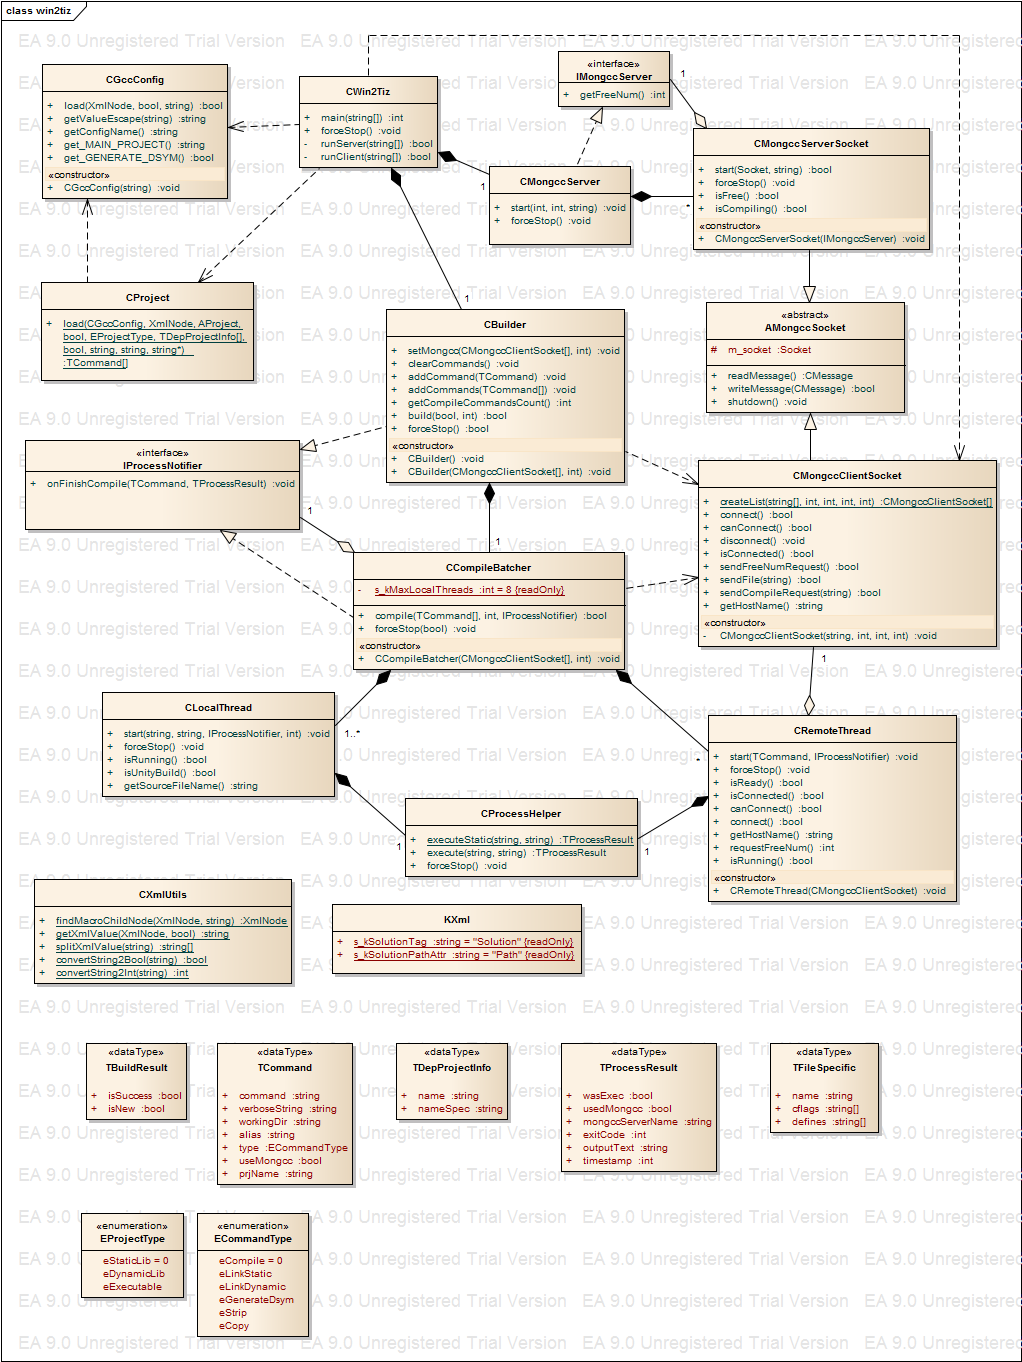 class win2tiz
EA 9.0 Unregistered Trial Version
CGccConfig
+ load(XmlNode, bool, string) :bool
+ getValueEscape(string) :string
+ getConfigName() :string
+ get_MAIN_PROJECT() :string
+ get_GENERATE_DSYM() :bool
«constructor»
+ CGccConfig(string) :void
CWin2Tiz
+ main(string[]) :int
+ forceStop() :void
- runServer(string[]) :bool
- runClient(string[]) :bool
«interface»
IMongccServer
+ getFreeNum() :int
1
CMongccServerSocket
+ start(Socket, string) :bool
+ forceStop() :void
+ isFree() :bool
+ isCompiling() :bool
«constructor»
+ CMongccServerSocket(IMongccServer) :void
CMongccServer
+ start(int, int, string) :void
+ forceStop() :void
1
*
CProject
+ load(CGccConfig, XmlNode, AProject,
bool, EProjectType, TDepProjectInfo[],
bool, string, string, string*)
:TCommand[]
1
CBuilder
+ setMongcc(CMongccClientSocket[], int) :void
+ clearCommands() :void
+ addCommand(TCommand) :void
+ addCommands(TCommand[]) :void
+ getCompileCommandsCount() :int
+ build(bool, int) :bool
+ forceStop() :bool
«constructor»
+ CBuilder() :void
+ CBuilder(CMongccClientSocket[], int) :void
«abstract»
AMongccSocket
# m_socket :Socket
+ readMessage() :CMessage
+ writeMessage(CMessage) :bool
+ shutdown() :void
«interface»
IProcessNotifier
+ onFinishCompile(TCommand, TProcessResult) :void
1
CMongccClientSocket
+ createList(string[], int, int, int, int) :CMongccClientSocket[]
+ connect() :bool
+ canConnect() :bool
+ disconnect() :void
+ isConnected() :bool
+ sendFreeNumRequest() :bool
+ sendFile(string) :bool
+ sendCompileRequest(string) :bool
+ getHostName() :string
«constructor»
- CMongccClientSocket(string, int, int, int) :void
1
1
CCompileBatcher
- s_kMaxLocalThreads :int = 8 {readOnly}
+ compile(TCommand[], int, IProcessNotifier) :bool
+ forceStop(bool) :void
«constructor»
+ CCompileBatcher(CMongccClientSocket[], int) :void
CLocalThread
+ start(string, string, IProcessNotifier, int) :void
+ forceStop() :void
+ isRunning() :bool
+ isUnityBuild() :bool
+ getSourceFileName() :string
1..*
*
CRemoteThread
+ start(TCommand, IProcessNotifier) :void
+ forceStop() :void
+ isReady() :bool
+ isConnected() :bool
+ canConnect() :bool
+ connect() :bool
+ getHostName() :string
+ requestFreeNum() :int
+ isRunning() :bool
«constructor»
+ CRemoteThread(CMongccClientSocket) :void
CProcessHelper
+ executeStatic(string, string) :TProcessResult
+ execute(string, string) :TProcessResult
+ forceStop() :void
1
1
CXmlUtils
+ findMacroChildNode(XmlNode, string) :XmlNode
+ getXmlValue(XmlNode, bool) :string
+ splitXmlValue(string) :string[]
+ convertString2Bool(string) :bool
+ convertString2Int(string) :int
KXml
+ s_kSolutionTag :string = "Solution" {readOnly}
+ s_kSolutionPathAttr :string = "Path" {readOnly}
«dataType»
TBuildResult
+ isSuccess :bool
+ isNew :bool
«dataType»
TCommand
+ command :string
+ verboseString :string
+ workingDir :string
+ alias :string
+ type :ECommandType
+ useMongcc :bool
+ prjName :string
«dataType»
TDepProjectInfo
+ name :string
+ nameSpec :string
«dataType»
TProcessResult
+ wasExec :bool
+ usedMongcc :bool
+ mongccServerName :string
+ exitCode :int
+ outputText :string
+ timestamp :int
«dataType»
TFileSpecific
+ name :string
+ cflags :string[]
+ defines :string[]
«enumeration»
EProjectType
eStaticLib = 0
eDynamicLib
eExecutable
«enumeration»
ECommandType
eCompile = 0
eLinkStatic
eLinkDynamic
eGenerateDsym
eStrip
eCopy